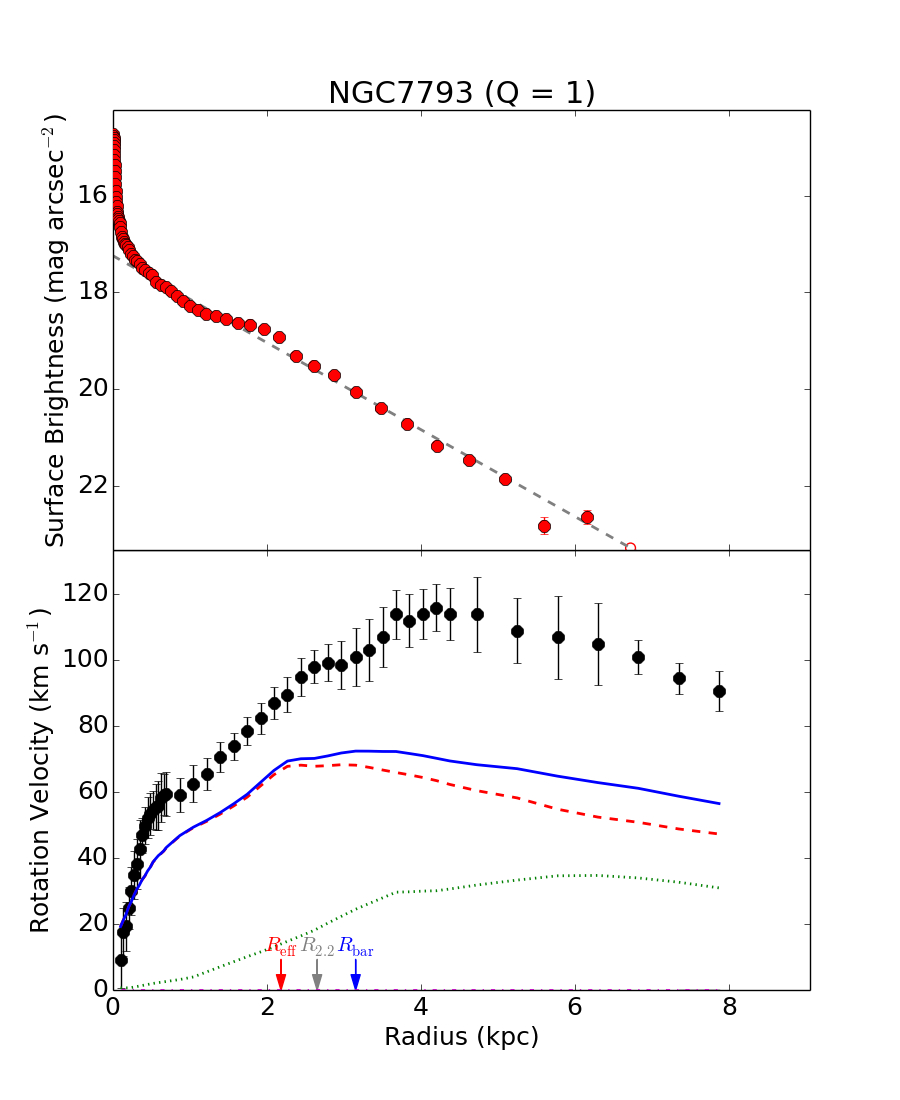 NGC7793 (Q = 1)
Surface Brightness (mag arcsec⁻²)
16
18
20
22
Rotation Velocity (km s⁻¹)
120
100
80
60
40
20
0
R_eff R_2.2 R_bar
0 2 4 6 8
Radius (kpc)